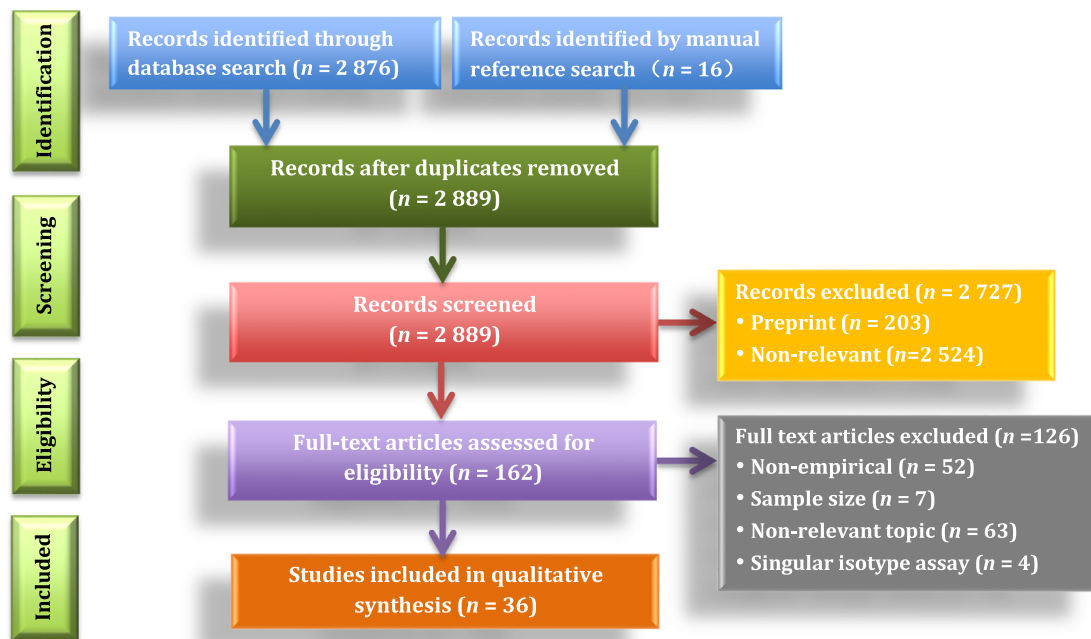 Identification
Records identified through
database search (n = 2 876)
Records identified by manual
reference search （n = 16）
Records after duplicates removed
(n = 2 889)
Screening
Records screened
(n = 2 889)
Records excluded (n = 2 727)
• Preprint (n = 203)
• Non-relevant (n=2 524)
Eligibility
Full-text articles assessed for
eligibility (n = 162)
Full text articles excluded (n =126)
• Non-empirical (n = 52)
• Sample size (n = 7)
• Non-relevant topic (n = 63)
• Singular isotype assay (n = 4)
Included
Studies included in qualitative
synthesis (n = 36)